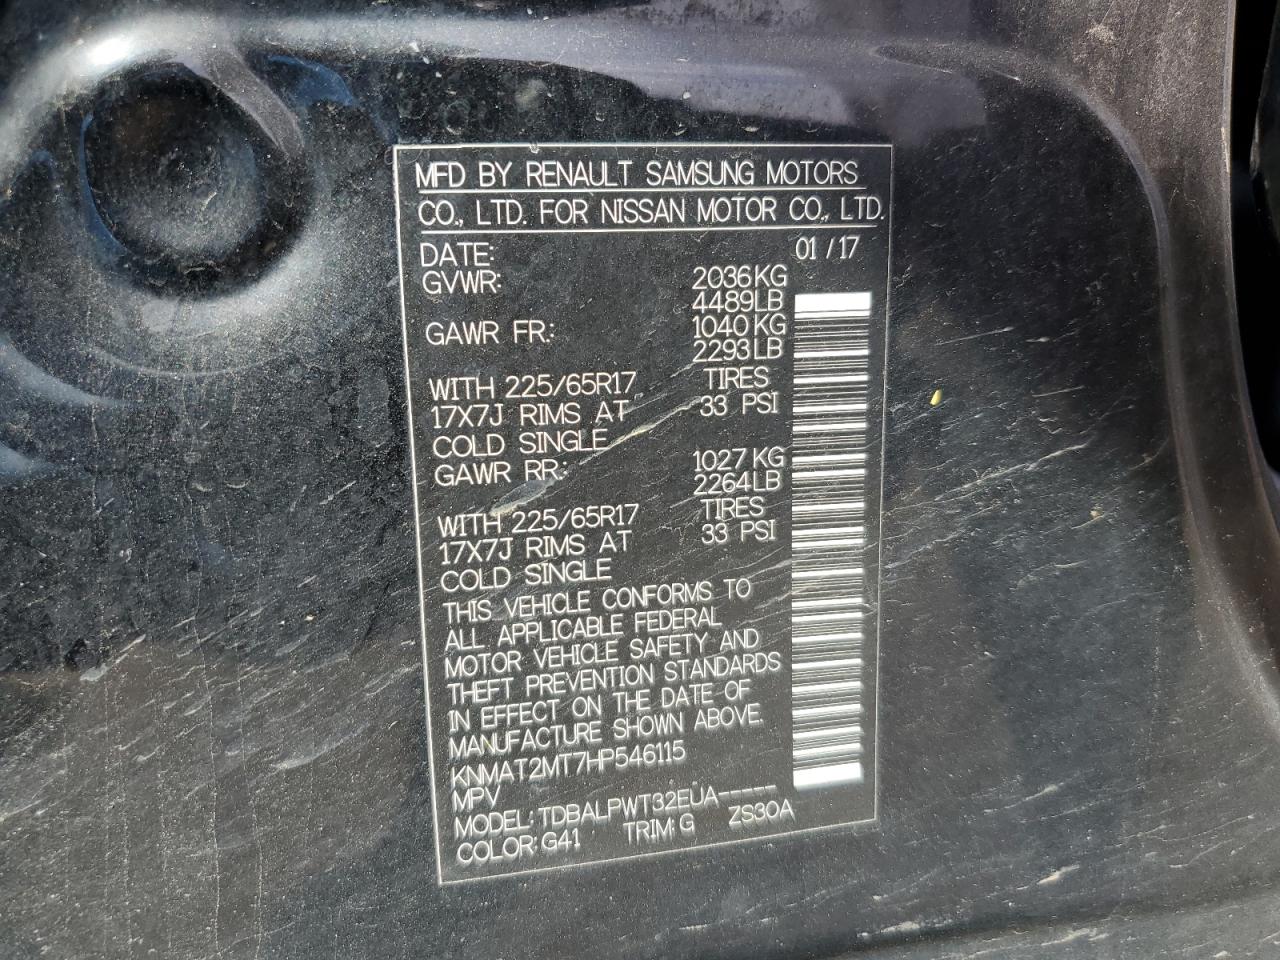 MFD BY RENAULT SAMSUNG MOTORS
CO., LTD. FOR NISSAN MOTOR CO., LTD.
DATE: 01 / 17
GVWR: 2036KG
4489LB
GAWR FR.: 1040KG
2293LB
WITH 225/65R17 TIRES
17X7J RIMS AT 33 PSI
COLD SINGLE
GAWR RR.: 1027KG
2264LB
WITH 225/65R17 TIRES
17X7J RIMS AT 33 PSI
COLD SINGLE
THIS VEHICLE CONFORMS TO
ALL APPLICABLE FEDERAL
MOTOR VEHICLE SAFETY AND
THEFT PREVENTION STANDARDS
IN EFFECT ON THE DATE OF
MANUFACTURE SHOWN ABOVE.
KNMAT2MT7HP546115
MPV
MODEL: TDBALPWT32EUA-----
COLOR: G41 TRIM: G ZS30A